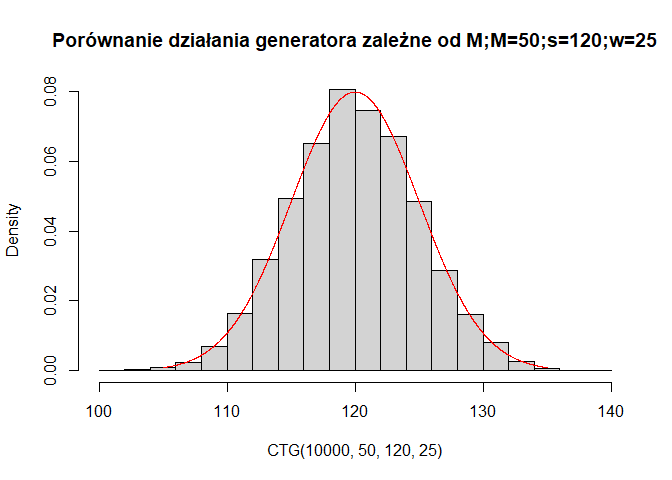 Porównanie działania generatora zależne od M;M=50;s=120;w=25
0.08
0.06
0.04
0.02
0.00
Density
100 110 120 130 140
CTG(10000, 50, 120, 25)